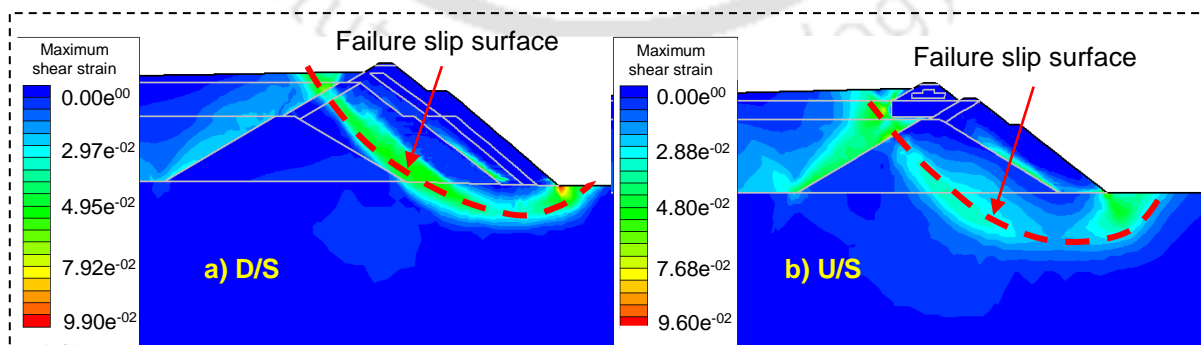 Failure slip surface
Maximum
shear strain
0.00e00
2.97e-02
4.95e-02
7.92e-02
9.90e-02
a) D/S
Failure slip surface
Maximum
shear strain
0.00e00
2.88e-02
4.80e-02
7.68e-02
9.60e-02
b) U/S